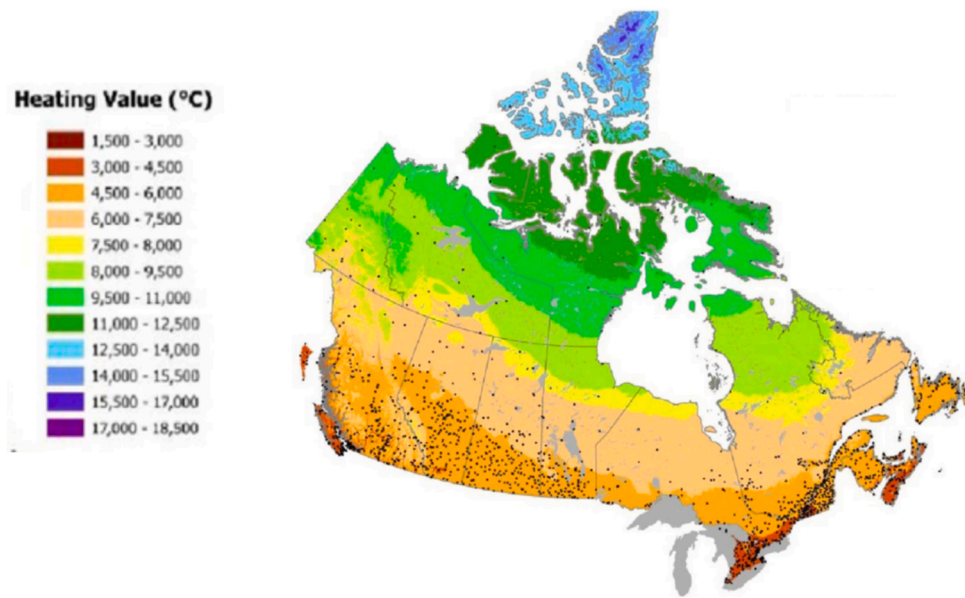 Heating Value (°C)
1,500 - 3,000
3,000 - 4,500
4,500 - 6,000
6,000 - 7,500
7,500 - 8,000
8,000 - 9,500
9,500 - 11,000
11,000 - 12,500
12,500 - 14,000
14,000 - 15,500
15,500 - 17,000
17,000 - 18,500